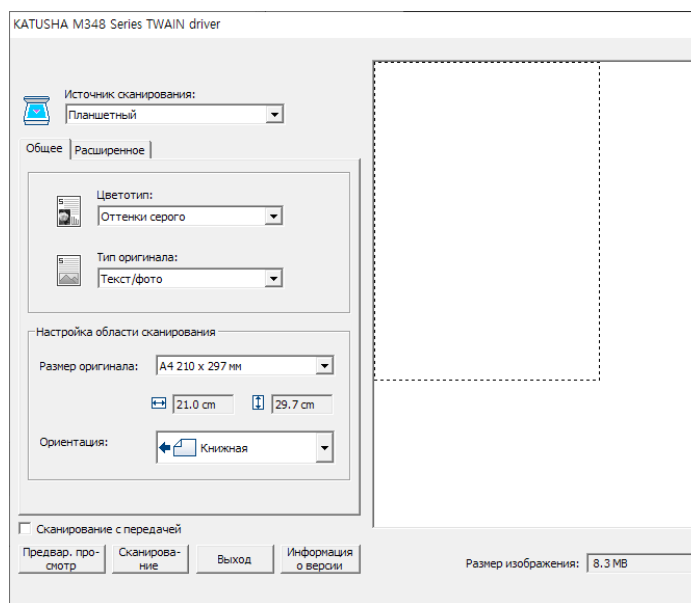 KATUSHA M348 Series TWAIN driver
Источник сканирования:
Планшетный
Общее
Расширенное
Цветотип:
Оттенки серого
Тип оригинала:
Текст/фото
Настройка области сканирования
Размер оригинала:
A4 210 x 297 мм
21.0 cm
29.7 cm
Ориентация:
Книжная
Сканирование с передачей
Предвар. про-
смотр
Сканирова-
ние
Выход
Информация
о версии
Размер изображения:
8.3 MB